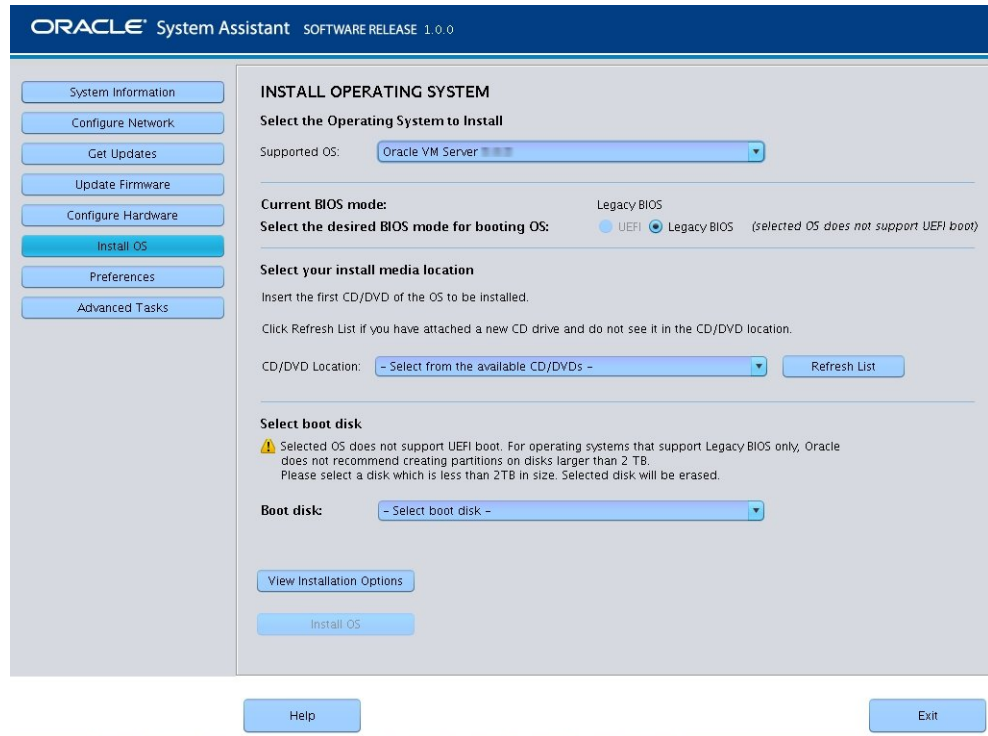 ORACLE® System Assistant SOFTWARE RELEASE 1.0.0
System Information
Configure Network
Get Updates
Update Firmware
Configure Hardware
Install OS
Preferences
Advanced Tasks
INSTALL OPERATING SYSTEM
Select the Operating System to Install
Supported OS: Oracle VM Server
Current BIOS mode: Legacy BIOS
Select the desired BIOS mode for booting OS: UEFI Legacy BIOS (selected OS does not support UEFI boot)
Select your install media location
Insert the first CD/DVD of the OS to be installed.
Click Refresh List if you have attached a new CD drive and do not see it in the CD/DVD location.
CD/DVD Location: - Select from the available CD/DVDs - Refresh List
Select boot disk
Selected OS does not support UEFI boot. For operating systems that support Legacy BIOS only, Oracle
does not recommend creating partitions on disks larger than 2 TB.
Please select a disk which is less than 2TB in size. Selected disk will be erased.
Boot disk: - Select boot disk -
View Installation Options
Install OS
Help Exit